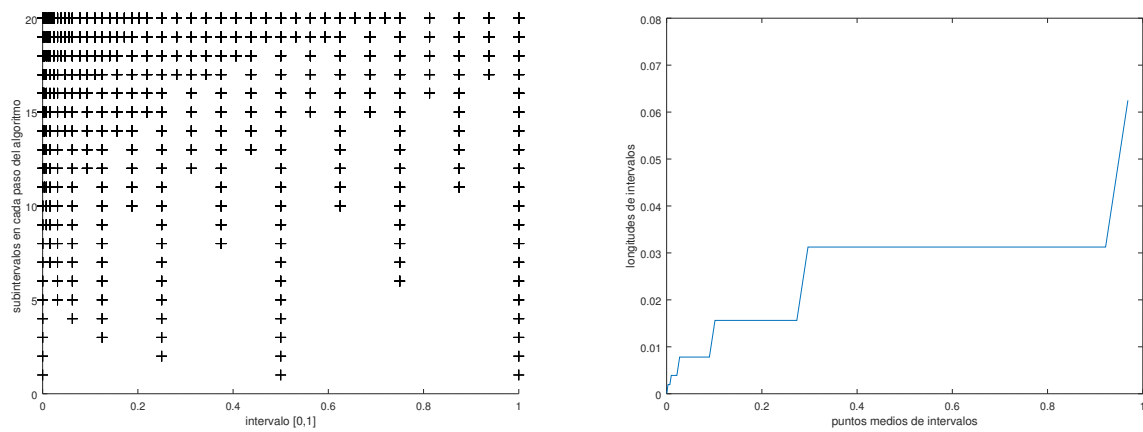 20
15
10
5
0
subintervalos en cada paso del algoritmo
0 0.2 0.4 0.6 0.8 1
intervalo [0,1]
0.08
0.07
0.06
0.05
0.04
0.03
0.02
0.01
0
longitudes de intervalos
0 0.2 0.4 0.6 0.8 1
puntos medios de intervalos